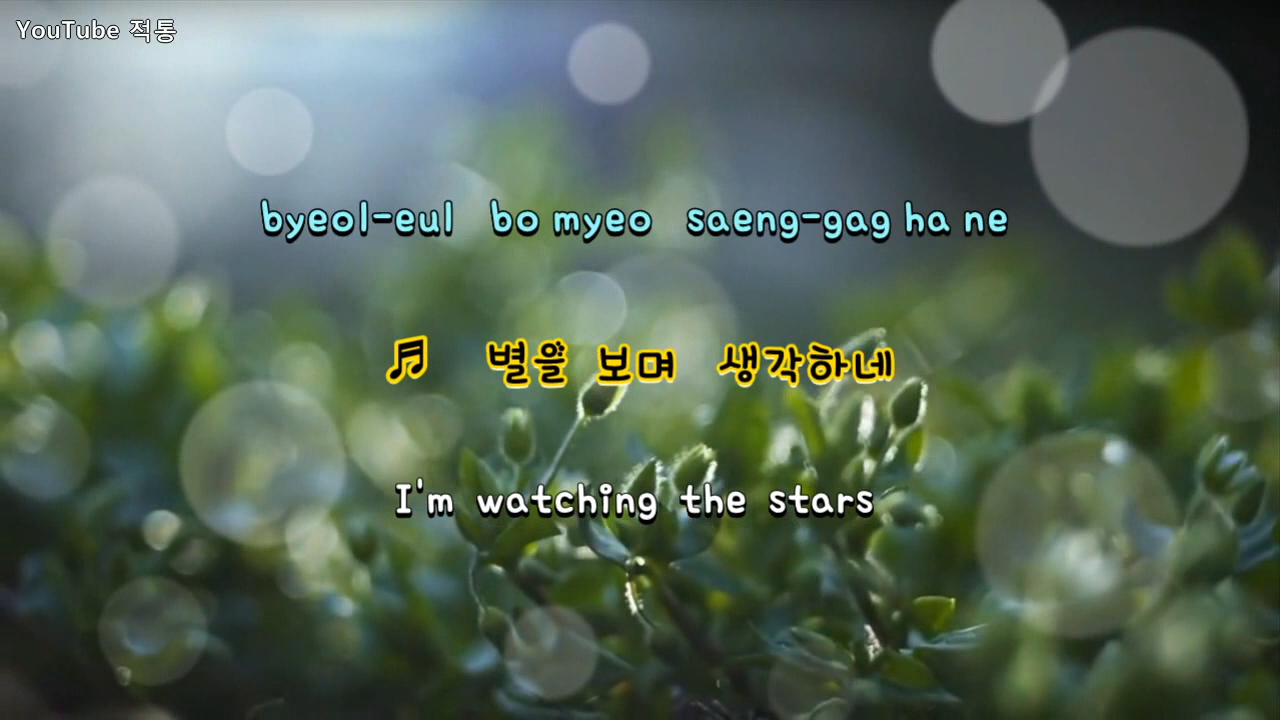 YouTube 적통
byeol-eul bo myeo saeng-gag ha ne
♬ 별을 보며 생각하네
I'm watching the stars